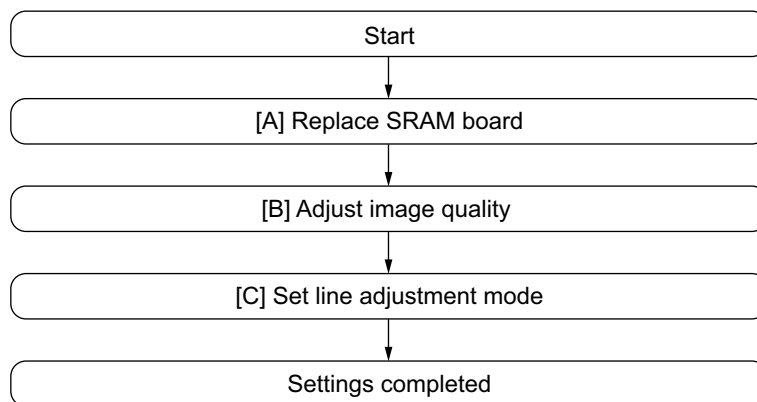 Start
[A] Replace SRAM board
[B] Adjust image quality
[C] Set line adjustment mode
Settings completed